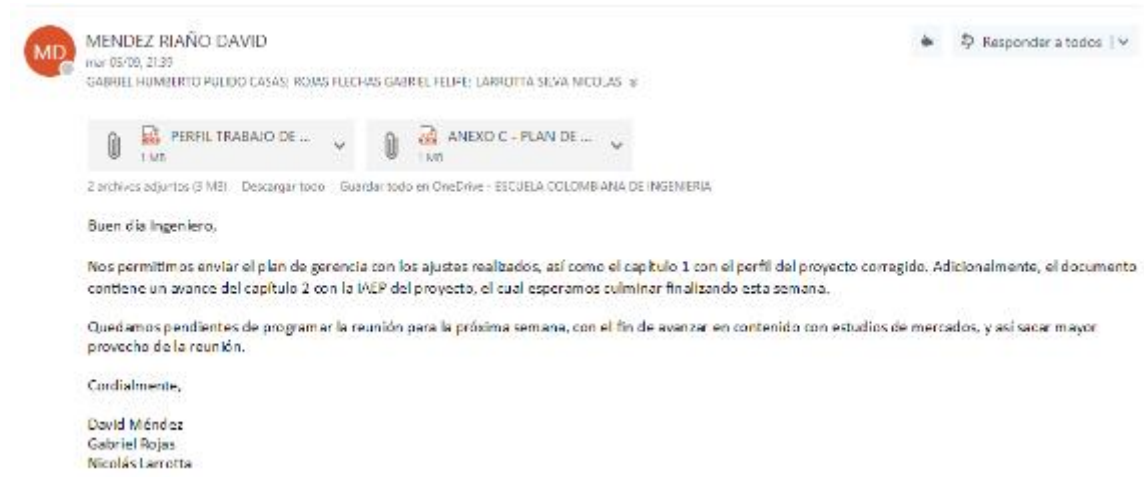 MD
MENDEZ RIAÑO DAVID
Responder a todos
mar 05/09, 21:39
GABRIEL HUMBERTO PULIDO CASAS; ROJAS FLECHAS GABRIEL FELIPE; LARROTTA SILVA NICOLAS
PERFIL TRABAJO DE ...
1 MB
ANEXO C - PLAN DE ...
1 MB
2 archivos adjuntos (3 MB) Descargar todo Guardar todo en OneDrive - ESCUELA COLOMBIANA DE INGENIERIA
Buen día Ingeniero,
Nos permitimos enviar el plan de gerencia con los ajustes realizados, así como el capítulo 1 con el perfil del proyecto corregido. Adicionalmente, el documento
contiene un avance del capítulo 2 con la IAEP del proyecto, el cual esperamos culminar finalizando esta semana.
Quedamos pendientes de programar la reunión para la próxima semana, con el fin de avanzar en contenido con estudios de mercados, y así sacar mayor
provecho de la reunión.
Cordialmente,
David Méndez
Gabriel Rojas
Nicolás Larrotta